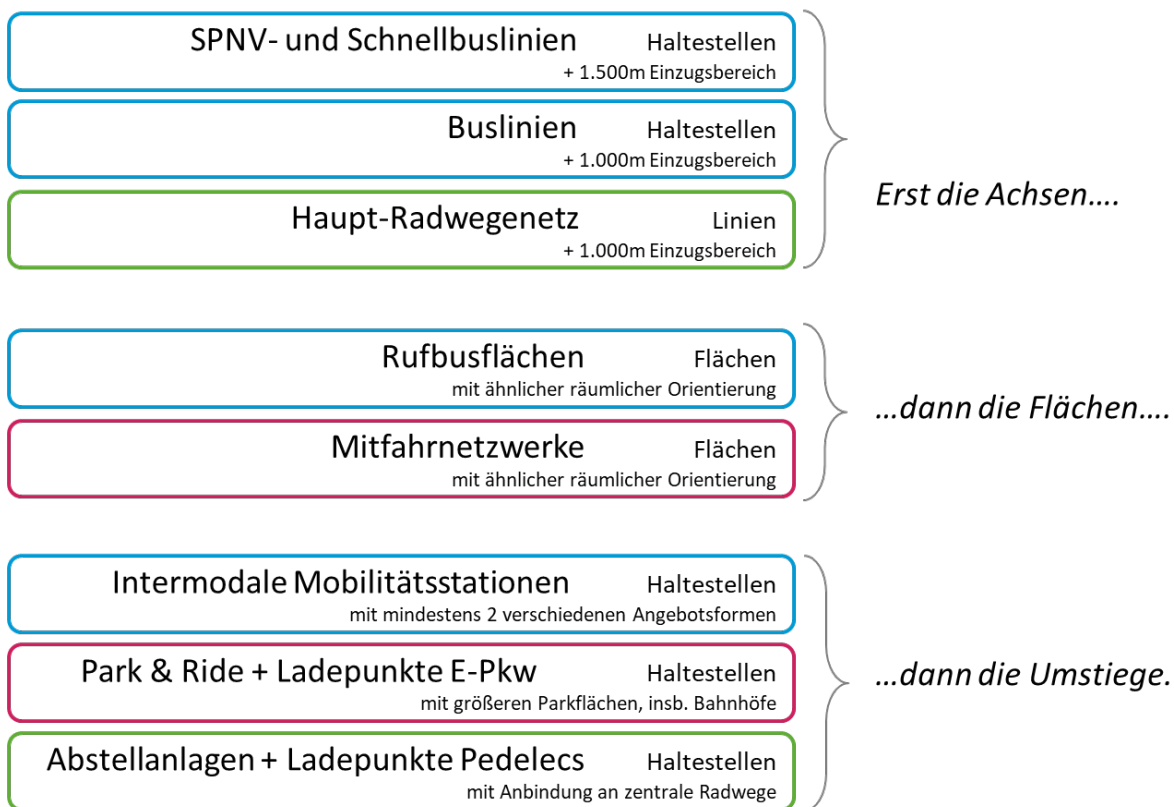 SPNV- und Schnellbuslinien Haltestellen
+ 1.500m Einzugsbereich
Buslinien Haltestellen
+ 1.000m Einzugsbereich
Haupt-Radwegenetz Linien
+ 1.000m Einzugsbereich
Erst die Achsen....
Rufbusflächen Flächen
mit ähnlicher räumlicher Orientierung
Mitfahrnetzwerke Flächen
mit ähnlicher räumlicher Orientierung
...dann die Flächen....
Intermodale Mobilitätsstationen Haltestellen
mit mindestens 2 verschiedenen Angebotsformen
Park & Ride + Ladepunkte E-Pkw Haltestellen
mit größeren Parkflächen, insb. Bahnhöfe
Abstellanlagen + Ladepunkte Pedelecs Haltestellen
mit Anbindung an zentrale Radwege
...dann die Umstiege.